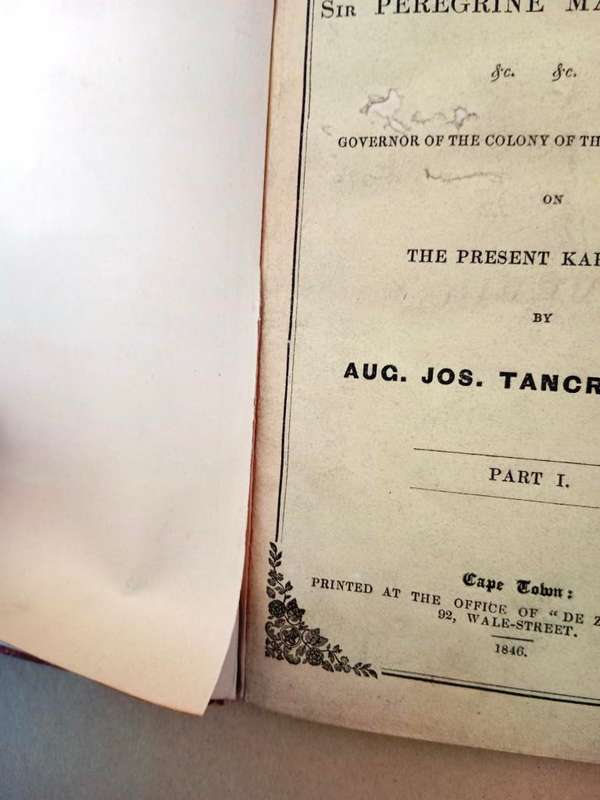 SIR PEREGRINE MA
&c. &c.
GOVERNOR OF THE COLONY OF TH
ON
THE PRESENT KA
BY
AUG. JOS. TANCR
PART I.
Cape Town:
PRINTED AT THE OFFICE OF "DE Z
92, WALE-STREET.
1846.